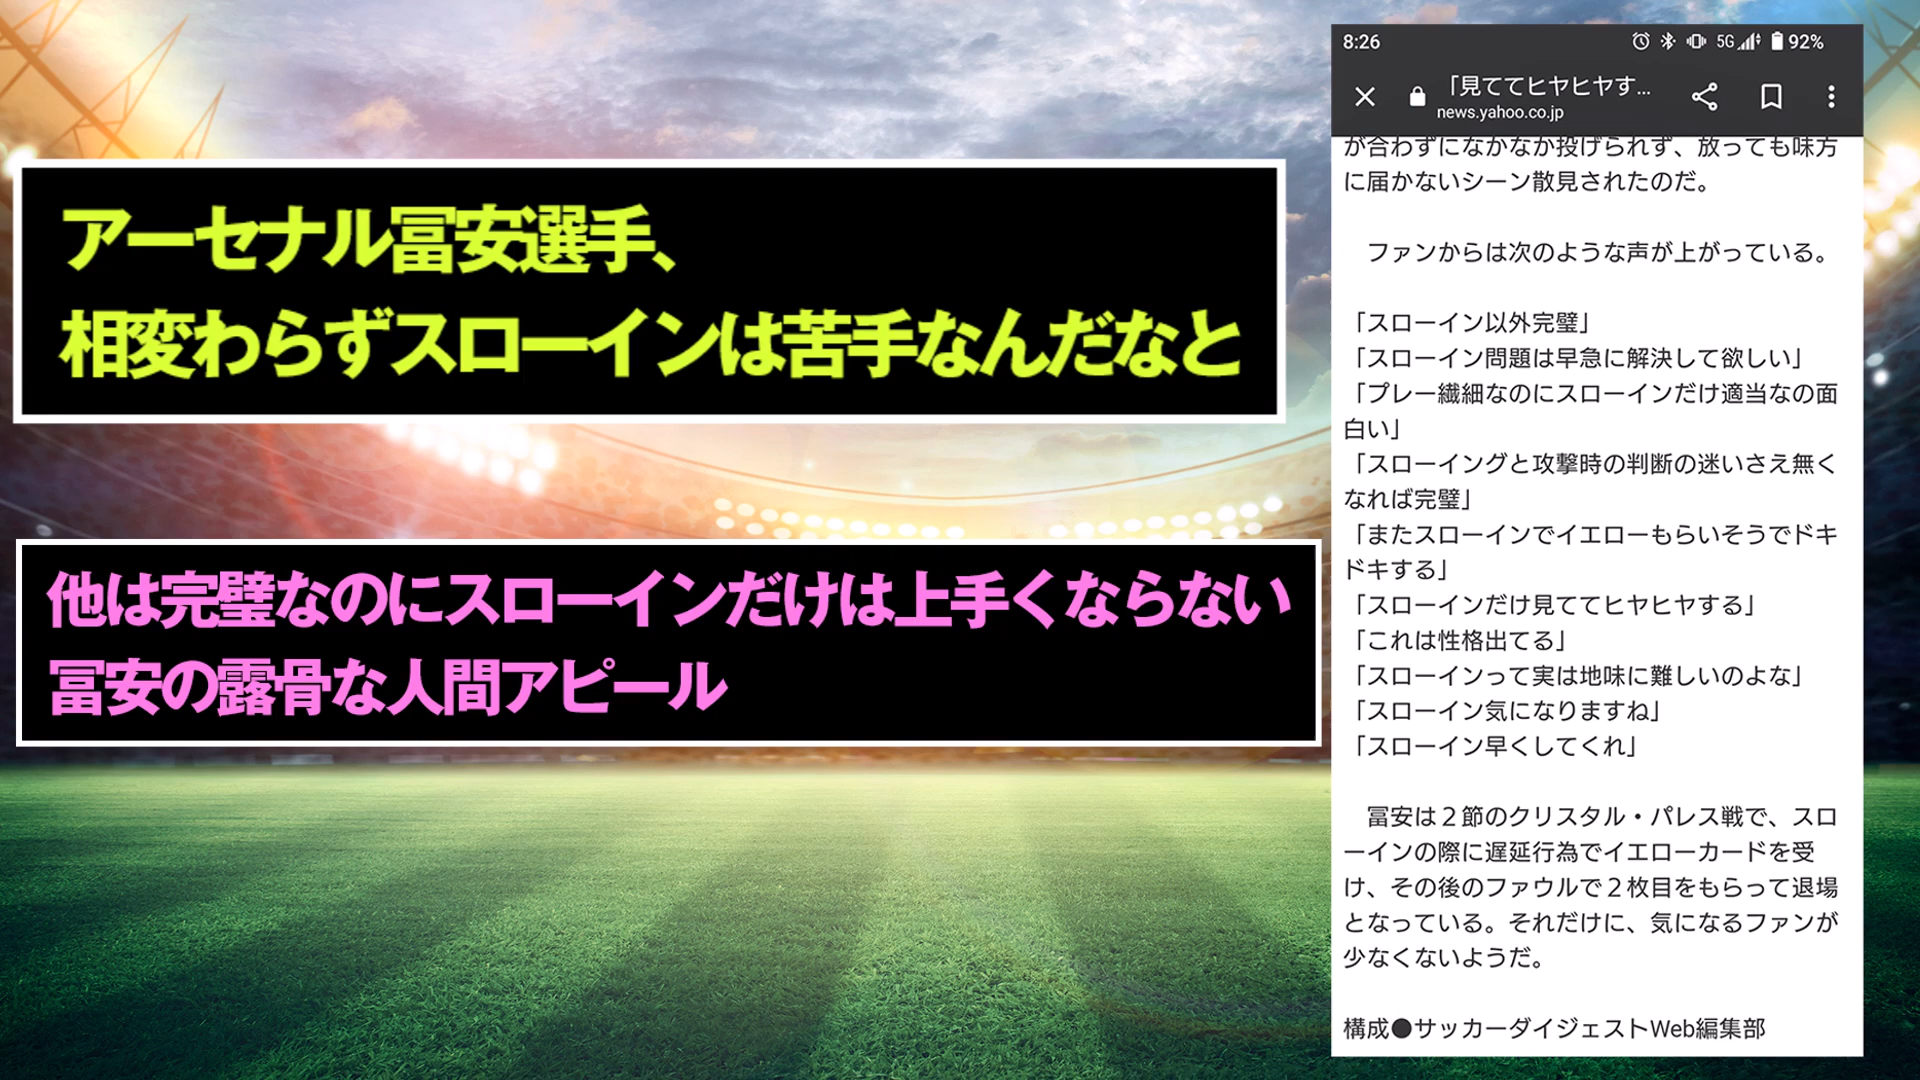 アーセナル冨安選手、
相変わらずスローインは苦手なんだなと
他は完璧なのにスローインだけは上手くならない
冨安の露骨な人間アピール
8:26
5G
92%
「見ててヒヤヒヤす...
news.yahoo.co.jp
が合わずになかなか投げられず、放っても味方
に届かないシーン散見されたのだ。
ファンからは次のような声が上がっている。
「スローイン以外完璧」
「スローイン問題は早急に解決して欲しい」
「プレー繊細なのにスローインだけ適当なの面
白い」
「スローイングと攻撃時の判断の迷いさえ無く
なれば完璧」
「またスローインでイエローもらいそうでドキ
ドキする」
「スローインだけ見ててヒヤヒヤする」
「これは性格出てる」
「スローインって実は地味に難しいのよな」
「スローイン気になりますね」
「スローイン早くしてくれ」
冨安は２節のクリスタル・パレス戦で、スロ
ーインの際に遅延行為でイエローカードを受
け、その後のファウルで２枚目をもらって退場
となっている。それだけに、気になるファンが
少なくないようだ。
構成●サッカーダイジェストWeb編集部